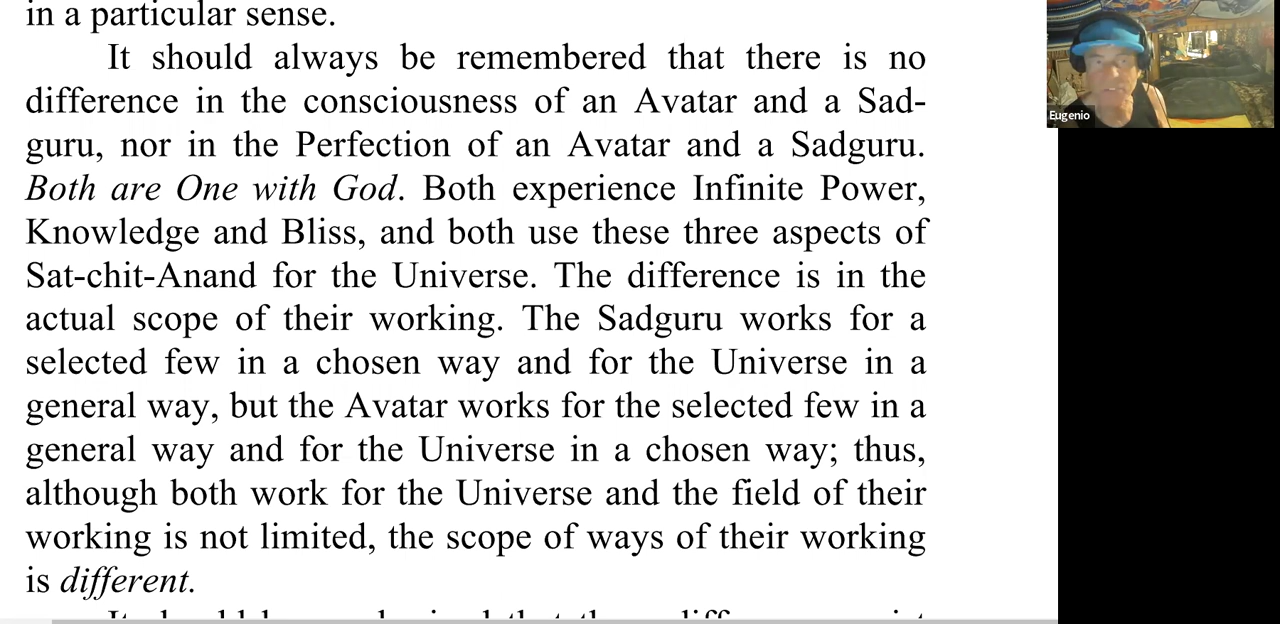 in a particular sense.
It should always be remembered that there is no
difference in the consciousness of an Avatar and a Sad-
guru, nor in the Perfection of an Avatar and a Sadguru.
Both are One with God. Both experience Infinite Power,
Knowledge and Bliss, and both use these three aspects of
Sat-chit-Anand for the Universe. The difference is in the
actual scope of their working. The Sadguru works for a
selected few in a chosen way and for the Universe in a
general way, but the Avatar works for the selected few in a
general way and for the Universe in a chosen way; thus,
although both work for the Universe and the field of their
working is not limited, the scope of ways of their working
is different.
Eugenio